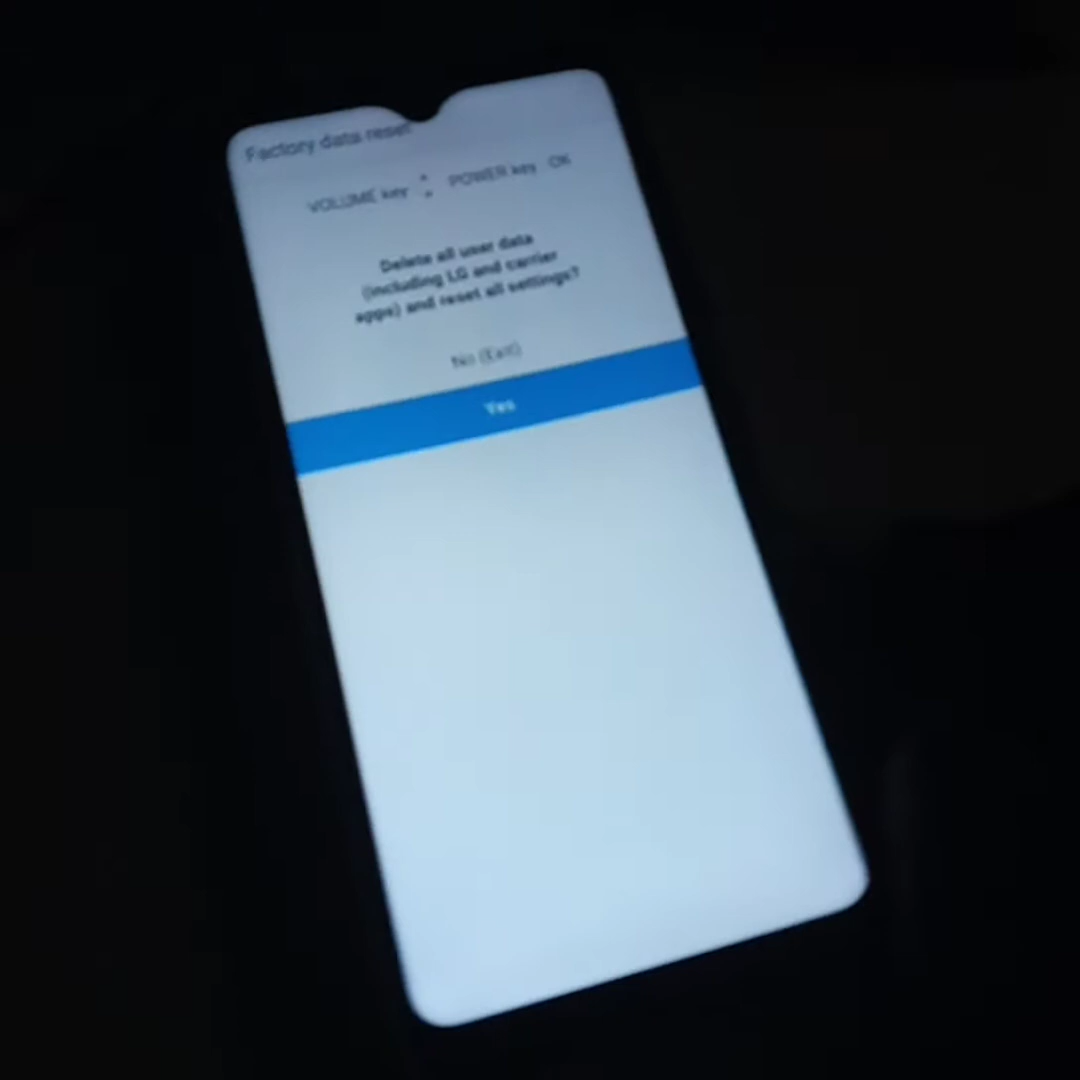 Factory data reset
VOLUME key : POWER key OK
Delete all user data
(including LG and carrier
apps) and reset all settings?
No (Exit)
Yes